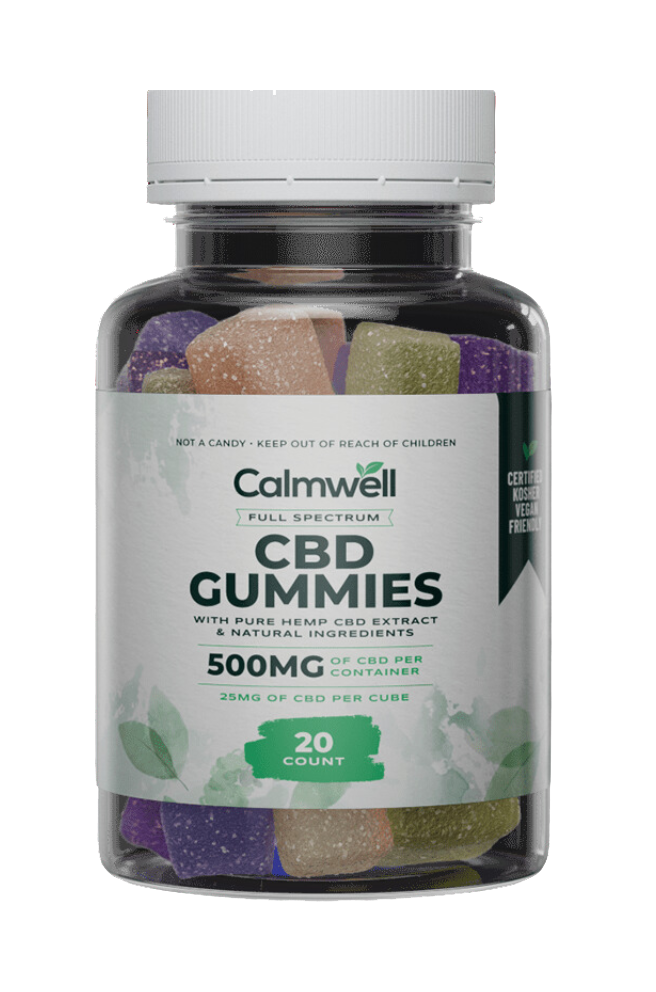 NOT A CANDY • KEEP OUT OF REACH OF CHILDREN
Calmwell
FULL SPECTRUM
CBD
GUMMIES
WITH PURE HEMP CBD EXTRACT
& NATURAL INGREDIENTS
500MG OF CBD PER
CONTAINER
25MG OF CBD PER CUBE
20
COUNT
CERTIFIED
KOSHER
VEGAN
FRIENDLY